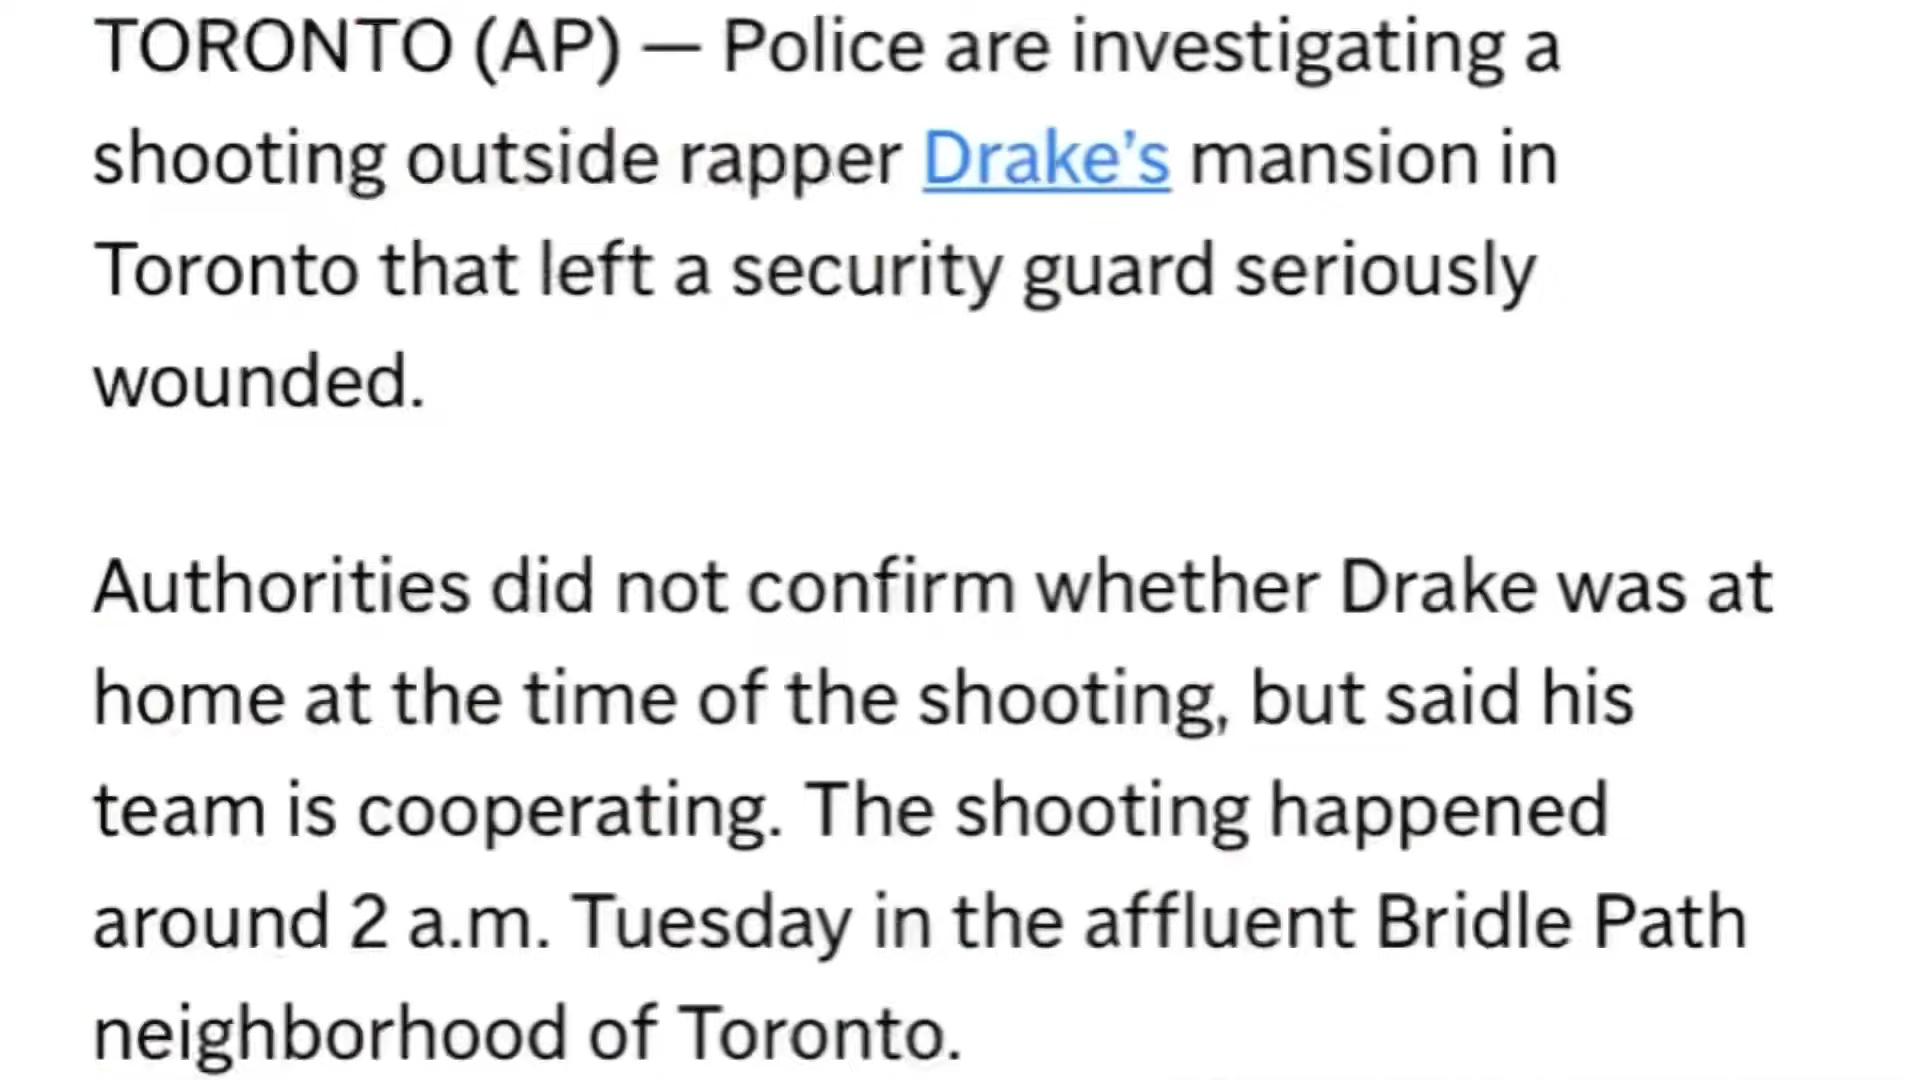 TORONTO (AP) — Police are investigating a
shooting outside rapper Drake’s mansion in
Toronto that left a security guard seriously
wounded.
Authorities did not confirm whether Drake was at
home at the time of the shooting, but said his
team is cooperating. The shooting happened
around 2 a.m. Tuesday in the affluent Bridle Path
neighborhood of Toronto.